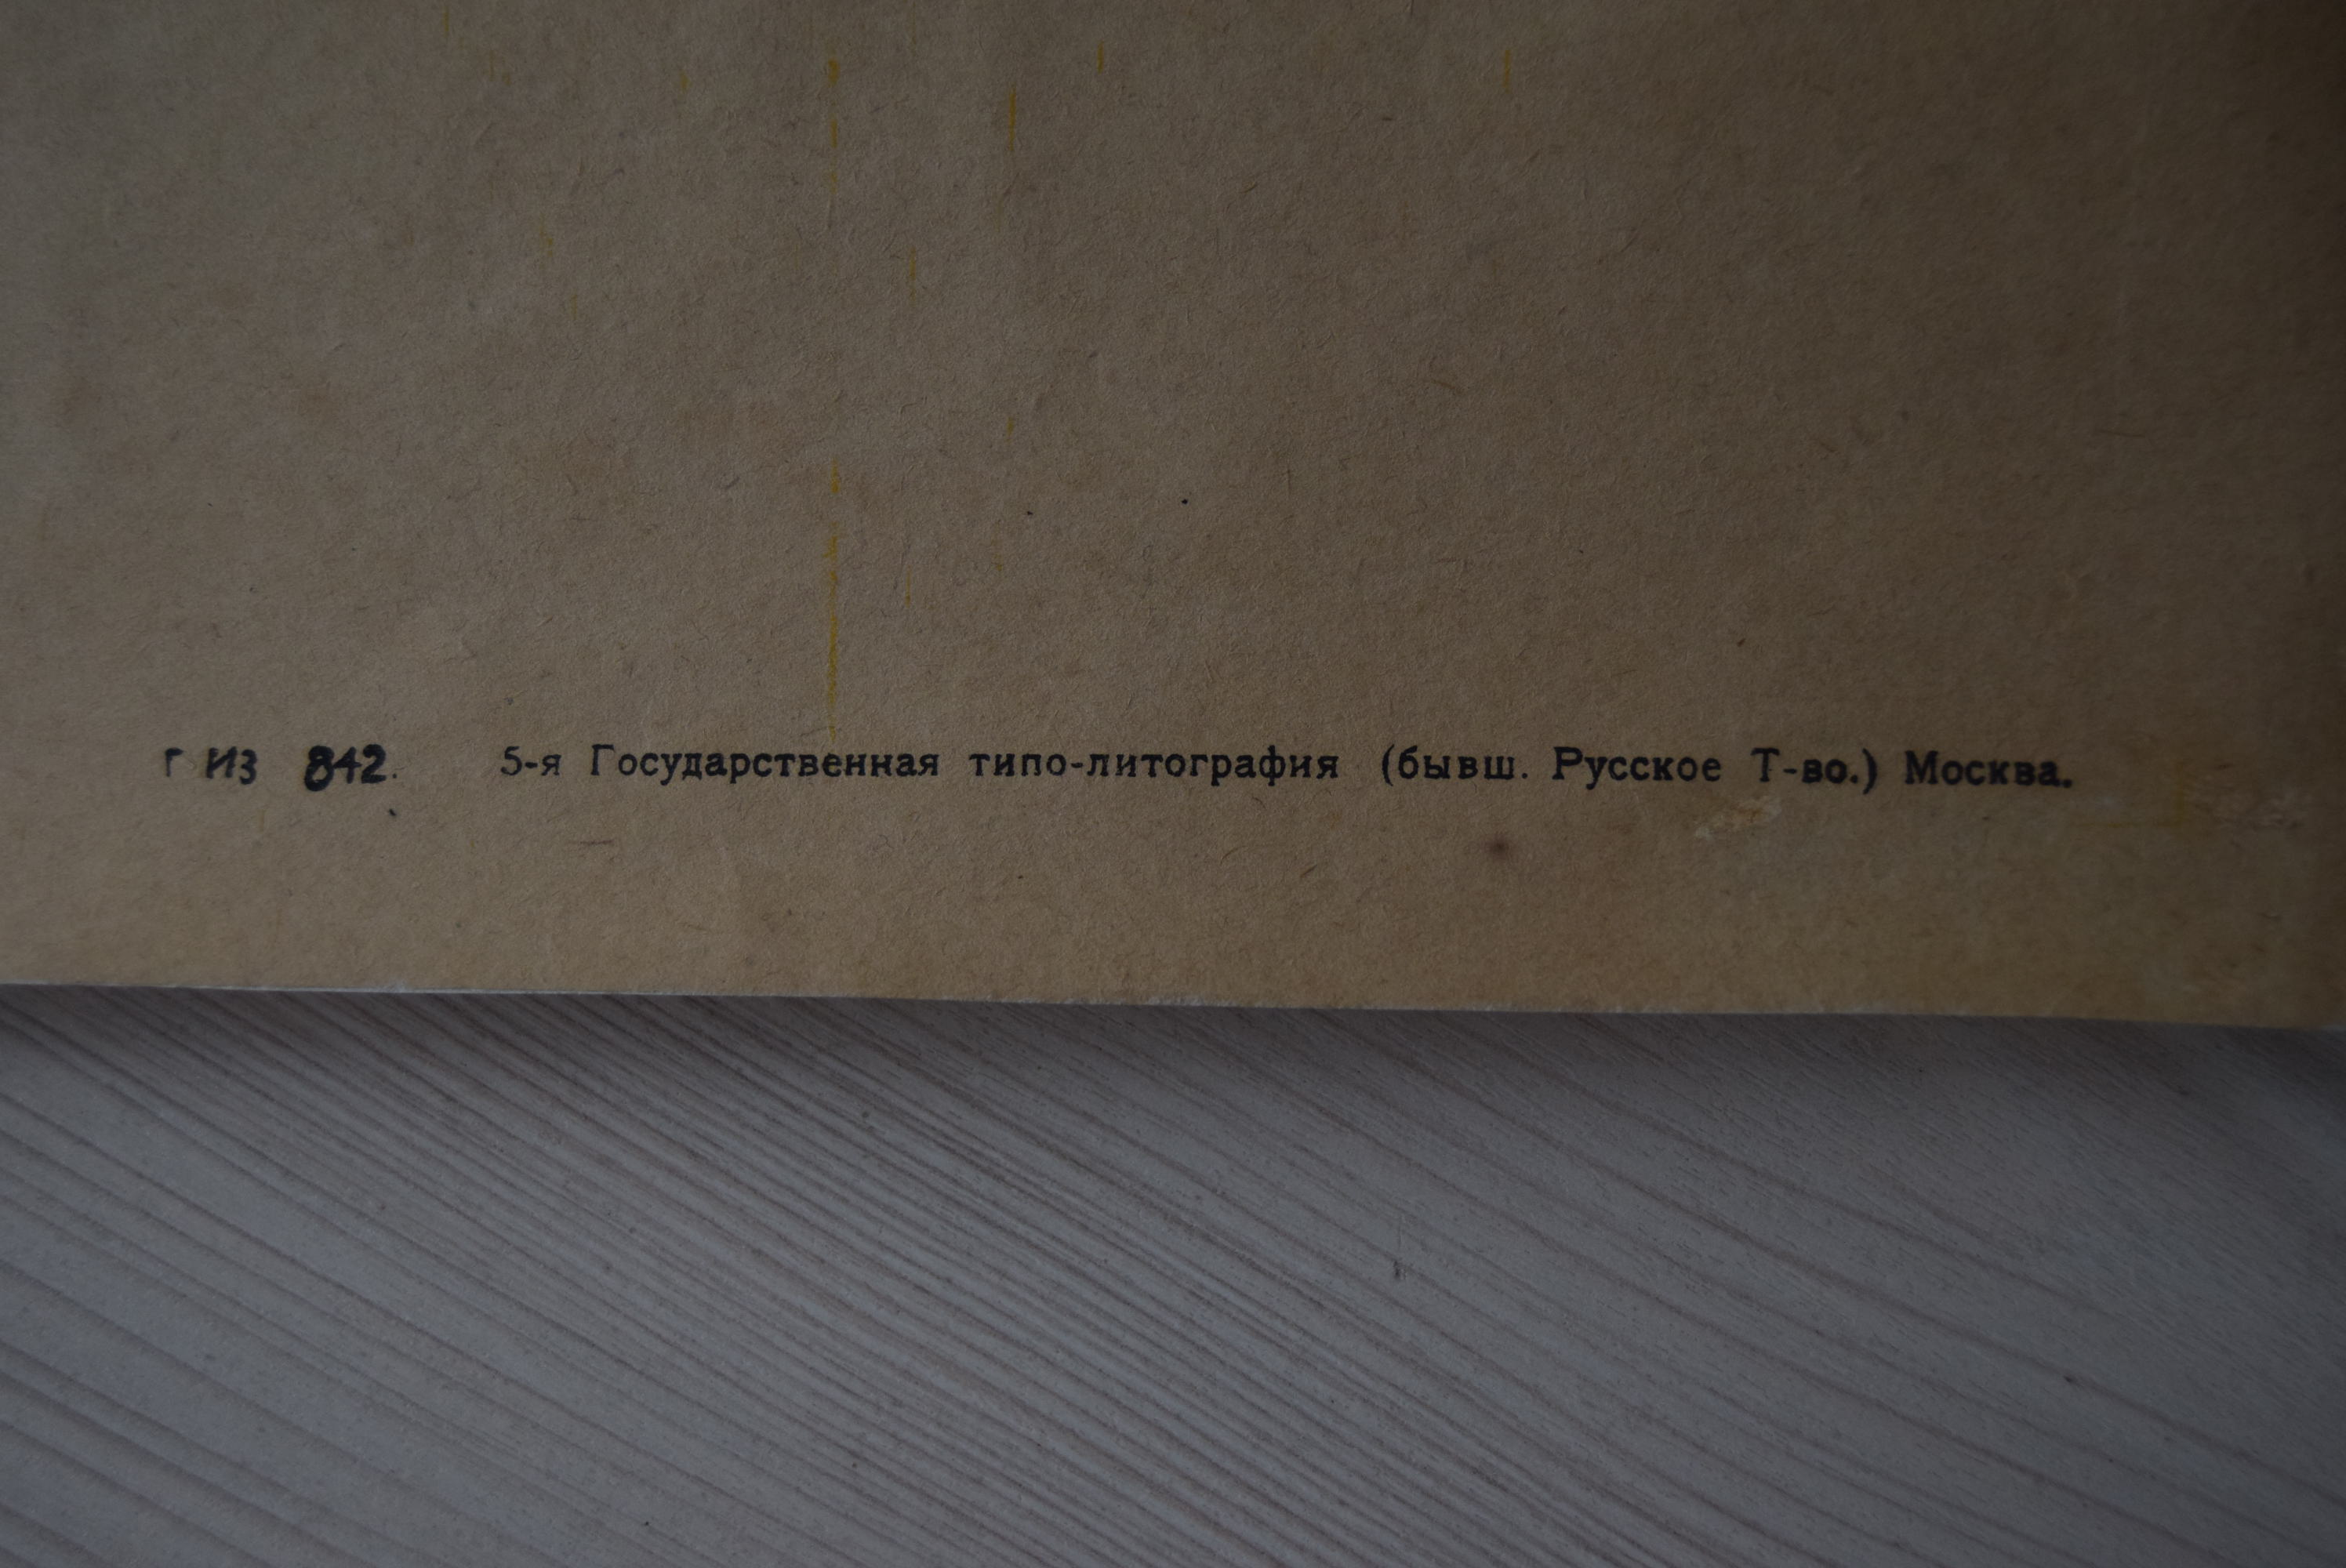 Г ИЗ 842. 5-я Государственная типо-литография (бывш. Русское Т-во.) Москва.